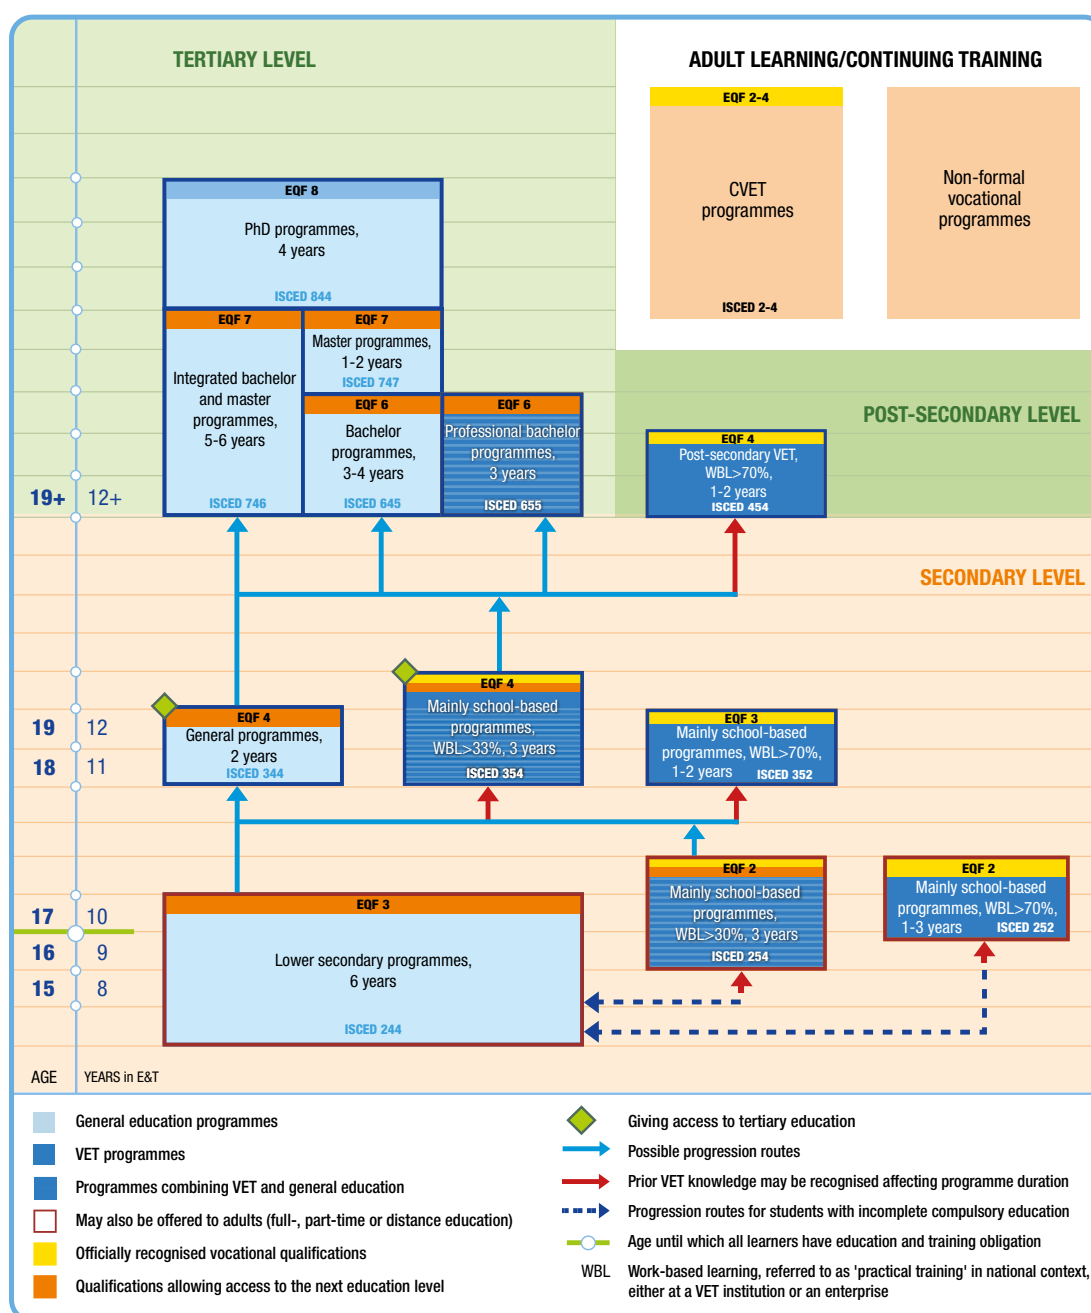 TERTIARY LEVEL
ADULT LEARNING/CONTINUING TRAINING
EQF 2-4
CVET
programmes
ISCED 2-4
Non-formal
vocational
programmes
EQF 8
PhD programmes,
4 years
ISCED 844
EQF 7
Integrated bachelor
and master
programmes,
5-6 years
ISCED 746
EQF 7
Master programmes,
1-2 years
ISCED 747
EQF 6
Bachelor
programmes,
3-4 years
ISCED 645
EQF 6
Professional bachelor
programmes,
3 years
ISCED 655
POST-SECONDARY LEVEL
EQF 4
Post-secondary VET,
WBL>70%,
1-2 years
ISCED 454
19+ 12+
SECONDARY LEVEL
EQF 4
General programmes,
2 years
ISCED 344
EQF 4
Mainly school-based
programmes,
WBL>33%, 3 years
ISCED 354
EQF 3
Mainly school-based
programmes, WBL>70%,
1-2 years ISCED 352
19 12
18 11
EQF 3
Lower secondary programmes,
6 years
ISCED 244
EQF 2
Mainly school-based
programmes,
WBL>30%, 3 years
ISCED 254
EQF 2
Mainly school-based
programmes, WBL>70%,
1-3 years ISCED 252
17 10
16 9
15 8
AGE YEARS in E&T
General education programmes
VET programmes
Programmes combining VET and general education
May also be offered to adults (full-, part-time or distance education)
Officially recognised vocational qualifications
Qualifications allowing access to the next education level
Giving access to tertiary education
Possible progression routes
Prior VET knowledge may be recognised affecting programme duration
Progression routes for students with incomplete compulsory education
Age until which all learners have education and training obligation
WBL Work-based learning, referred to as 'practical training' in national context,
either at a VET institution or an enterprise